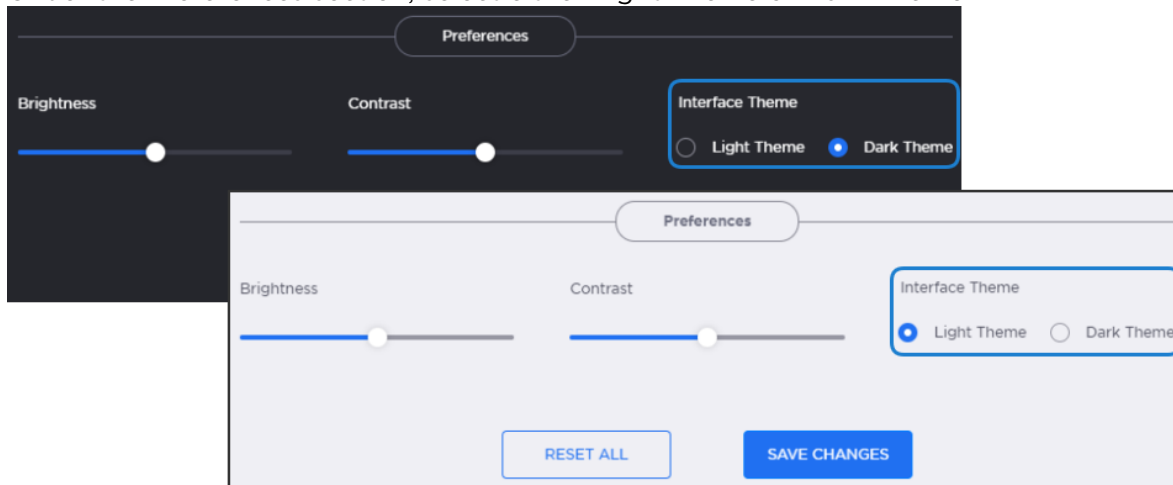 Preferences
Brightness
Contrast
Interface Theme
Light Theme
Dark Theme
Preferences
Brightness
Contrast
Interface Theme
Light Theme
Dark Theme
RESET ALL
SAVE CHANGES